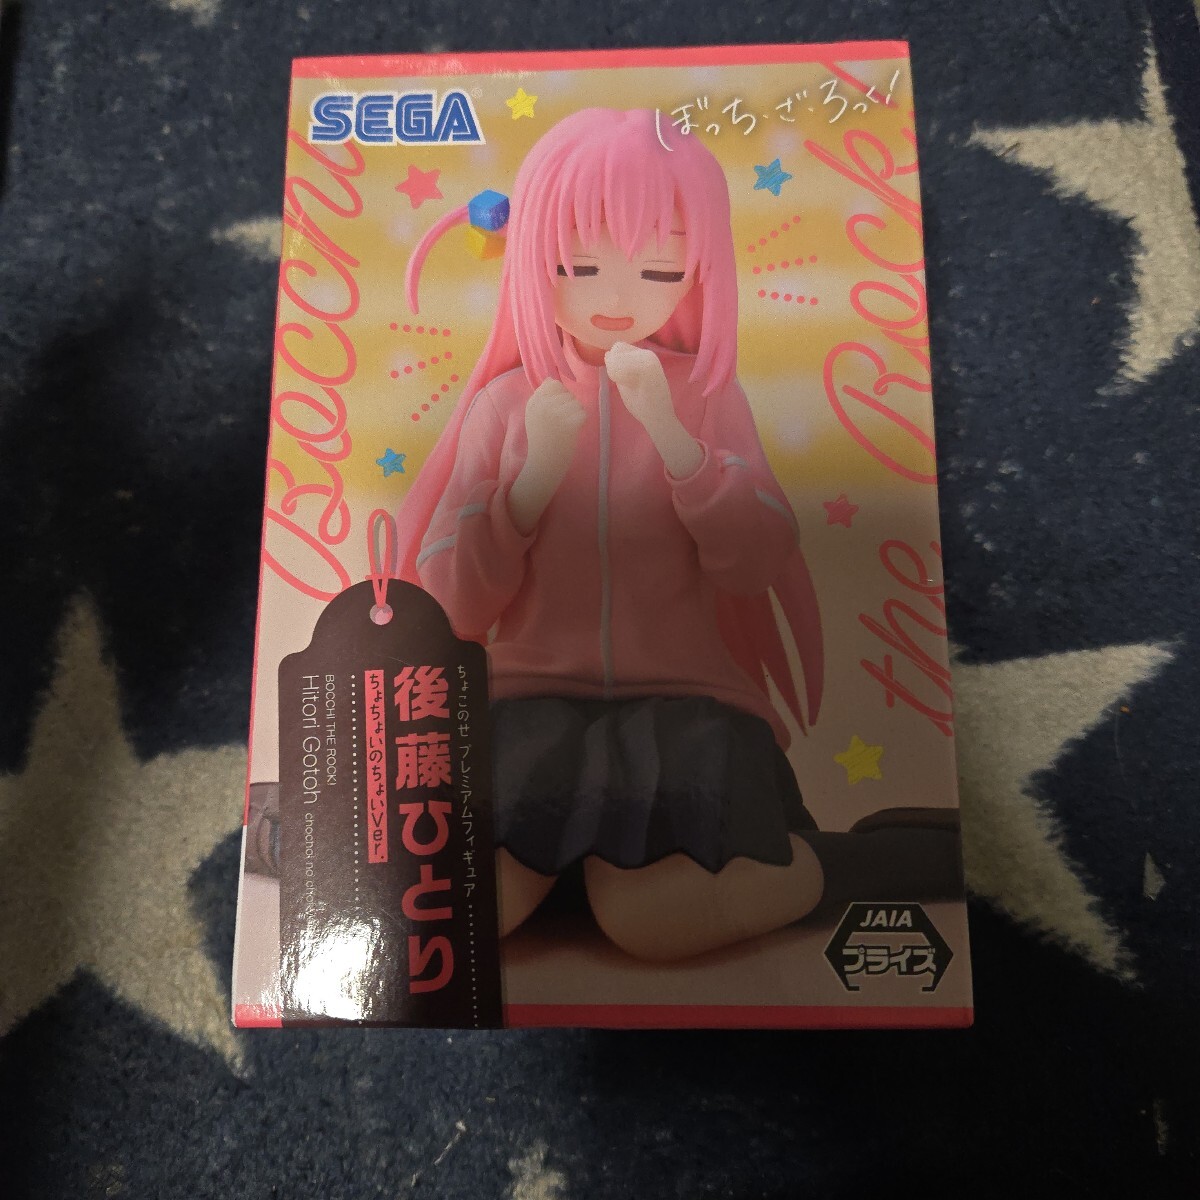 SEGA®
ぼっち・ざ・ろっく!
Bocchi
the Rock!
ちょこのせ プレミアムフィギュア
後藤ひとり
ちょちょいのちょいVer.
BOCCHI THE ROCK!
Hitori Gotoh chochoi no
JAIA
プライズ